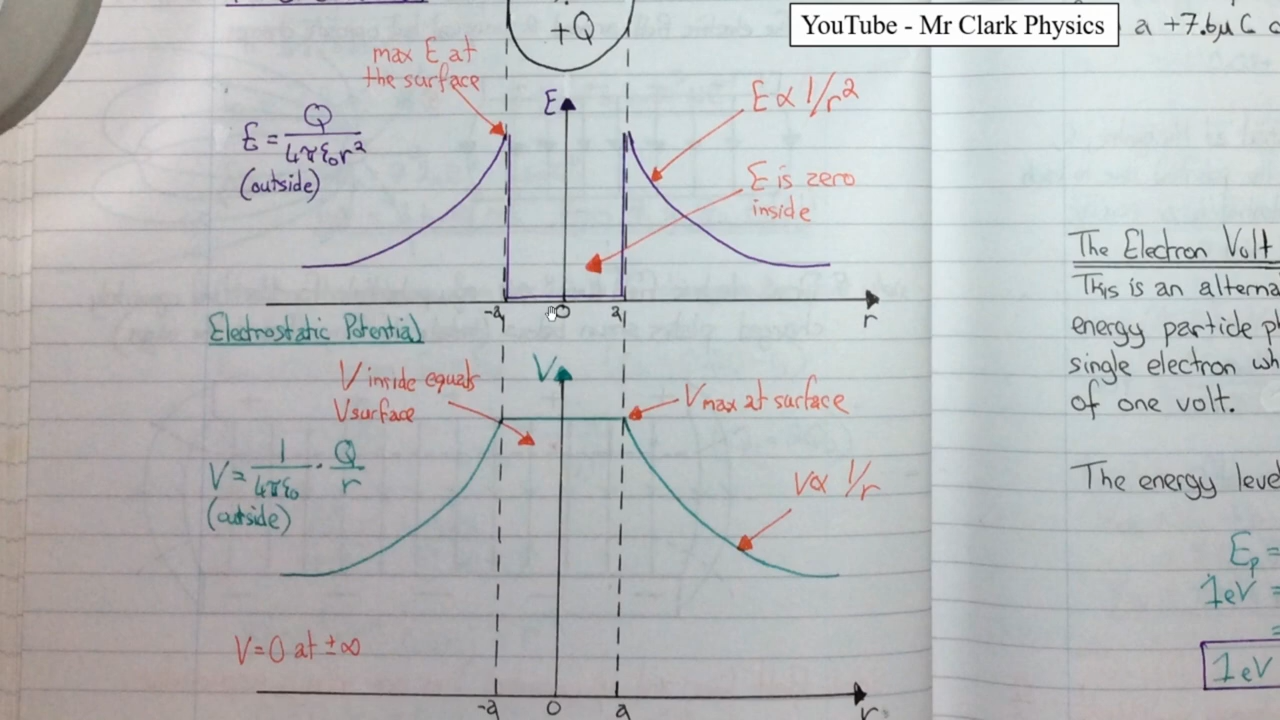 YouTube - Mr Clark Physics
a +7.6μC
+Q
max E at
the surface
E
E ∝ 1/r²
E = Q/4πε₀r²
(outside)
E is zero
inside
-a 0 a
r
Electrostatic Potential
V inside equals
Vsurface
V
Vmax at surface
V = 1/4πε₀ · Q/r
(outside)
V ∝ 1/r
V=0 at ±∞
-a 0 a
r
The Electron Volt
This is an alterna
energy particle p
single electron wh
of one volt.
The energy leve
Eₚ =
1eV =
=
1eV